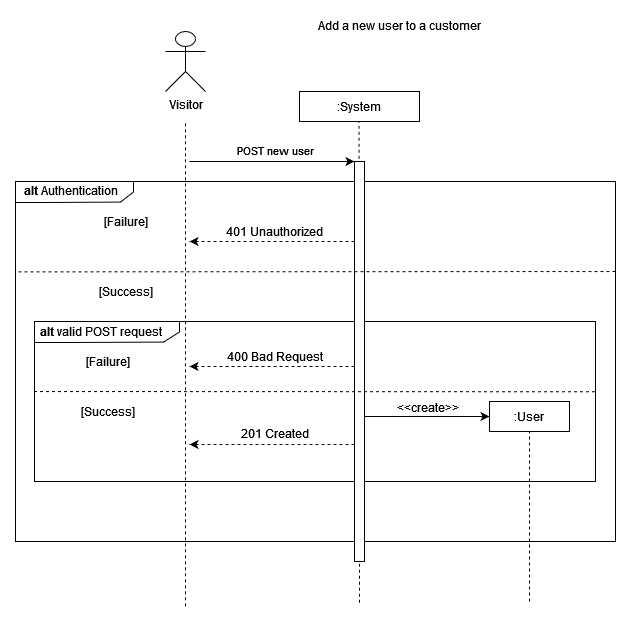 Add a new user to a customer
Visitor
:System
POST new user
alt Authentication
[Failure]
401 Unauthorized
[Success]
alt valid POST request
[Failure]
400 Bad Request
[Success]
<<create>>
:User
201 Created